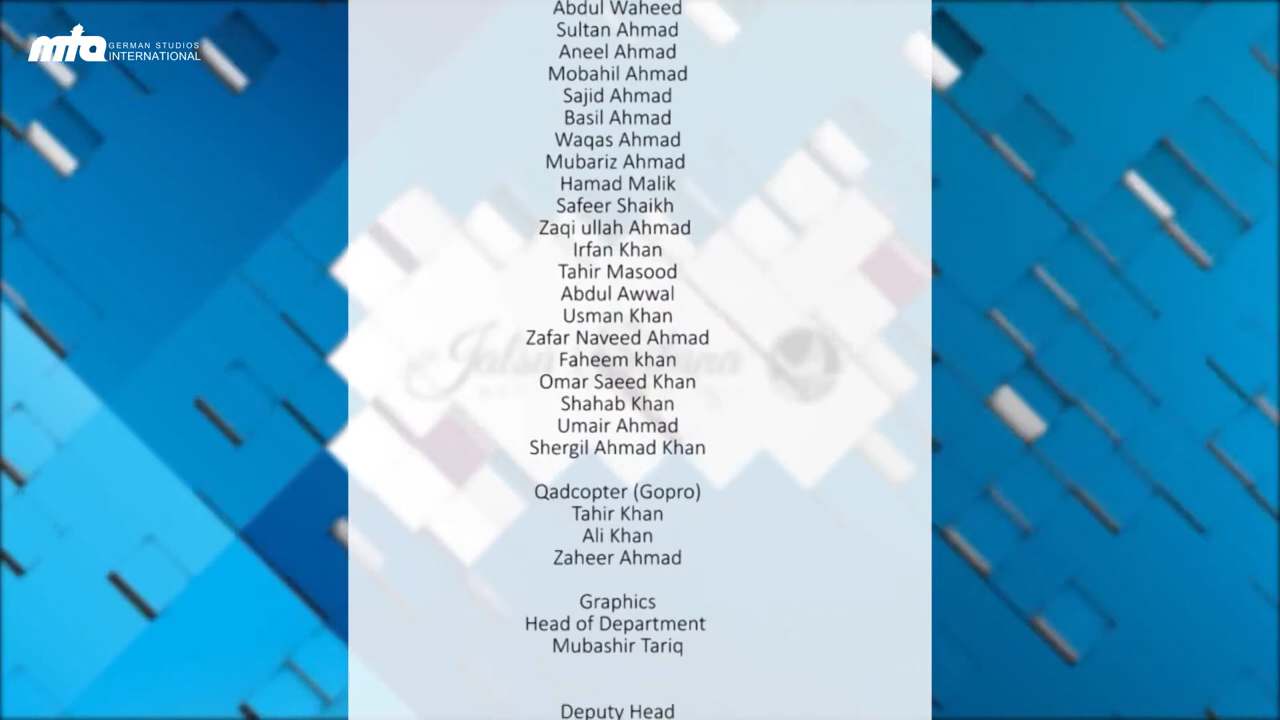 mta GERMAN STUDIOS
INTERNATIONAL
Abdul Waheed
Sultan Ahmad
Aneel Ahmad
Mobahil Ahmad
Sajid Ahmad
Basil Ahmad
Waqas Ahmad
Mubariz Ahmad
Hamad Malik
Safeer Shaikh
Zaqi ullah Ahmad
Irfan Khan
Tahir Masood
Abdul Awwal
Usman Khan
Zafar Naveed Ahmad
Faheem khan
Omar Saeed Khan
Shahab Khan
Umair Ahmad
Shergil Ahmad Khan
Qadcopter (Gopro)
Tahir Khan
Ali Khan
Zaheer Ahmad
Graphics
Head of Department
Mubashir Tariq
Deputy Head